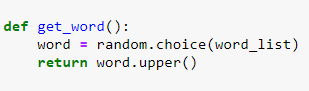 def get_word():
    word = random.choice(word_list)
    return word.upper()